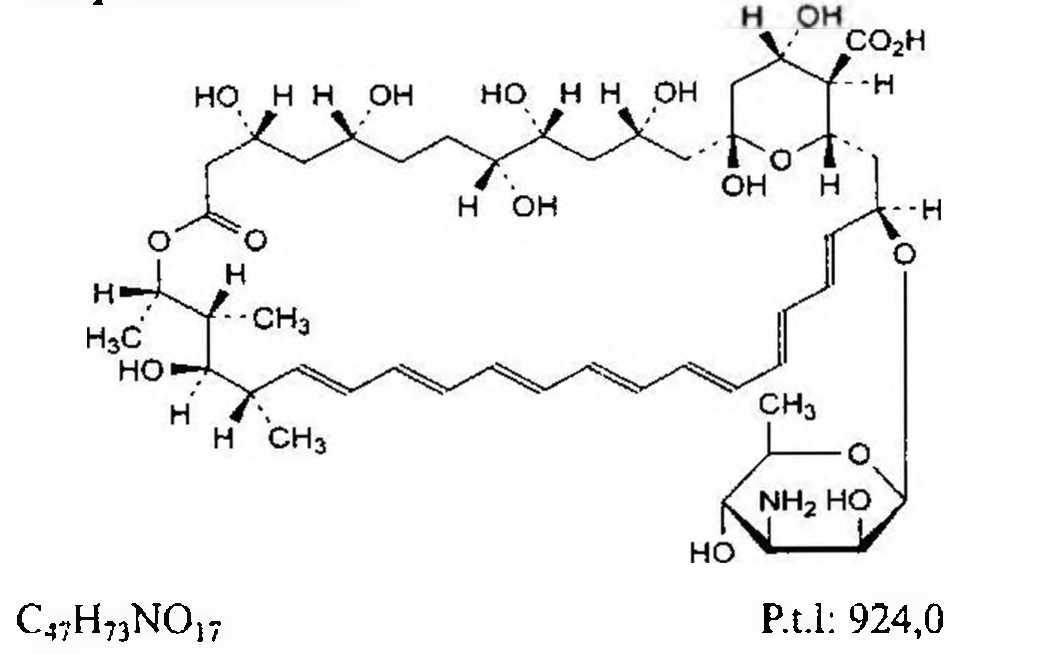 H OH
CO₂H
H
HO H H OH HO H H OH
O
OH H
H OH H
O O O
H
H
CH₃
H₃C
HO
CH₃
H
H CH₃
O
NH₂ HO
HO
C₄₇H₇₃NO₁₇ P.t.l: 924,0